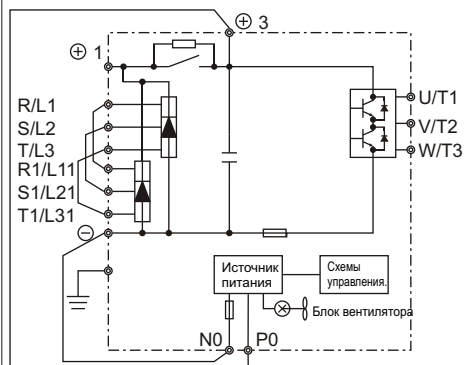 ⊕ 3
⊕ 1
R/L1
S/L2
T/L3
R1/L11
S1/L21
T1/L31
⊖
U/T1
V/T2
W/T3
Источник
питания
Схемы
управления.
Блок вентилятора
N0
P0